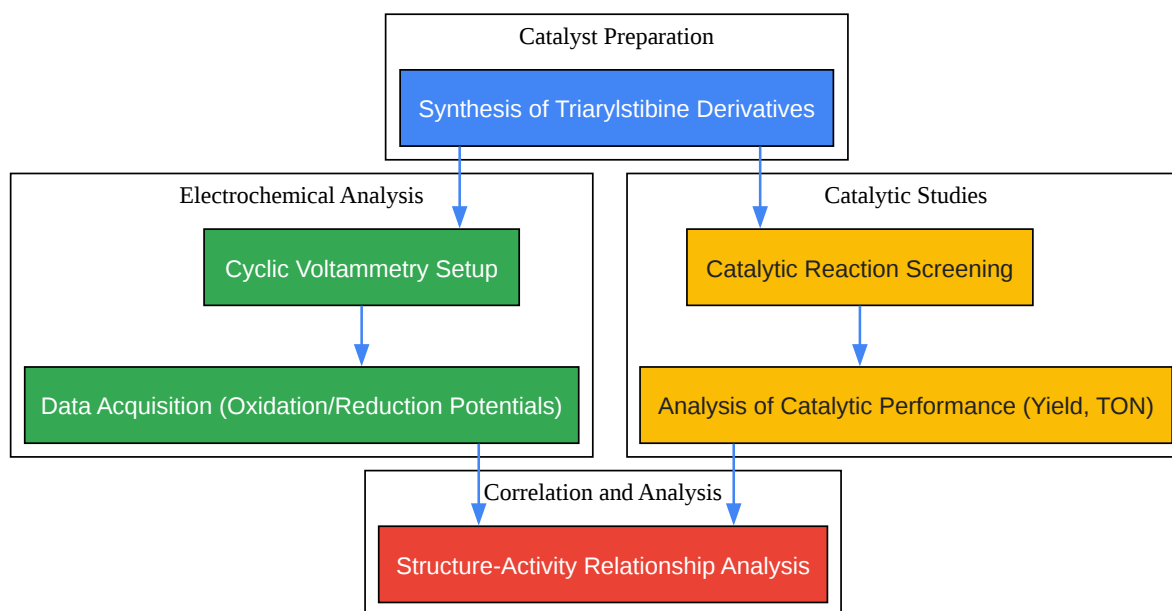 Catalyst Preparation
Synthesis of Triarylstibine Derivatives
Electrochemical Analysis
Cyclic Voltammetry Setup
Data Acquisition (Oxidation/Reduction Potentials)
Catalytic Studies
Catalytic Reaction Screening
Analysis of Catalytic Performance (Yield, TON)
Correlation and Analysis
Structure-Activity Relationship Analysis